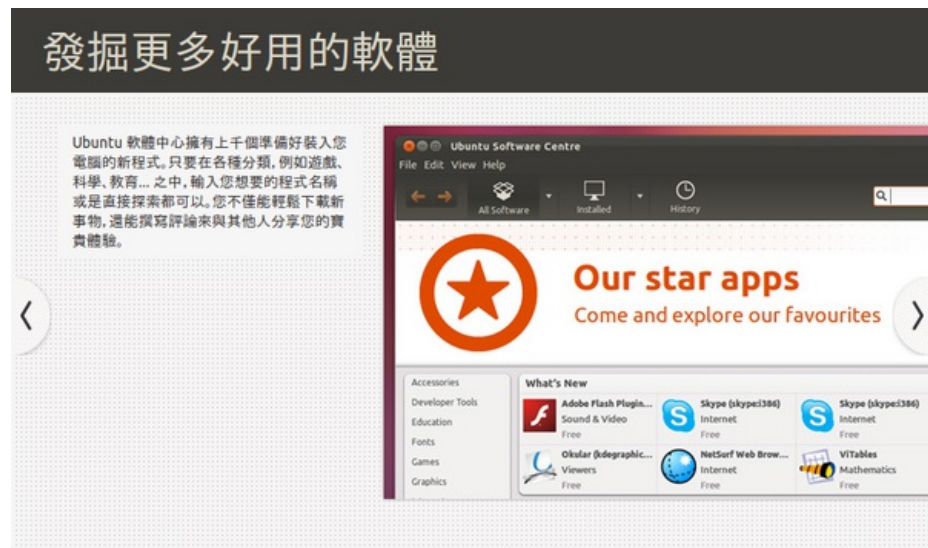 發掘更多好用的軟體
Ubuntu 軟體中心擁有上千個準備好裝入您
電腦的新程式.只要在各種分類,例如遊戲、
科學、教育... 之中,輸入您想要的程式名稱
或是直接探索都可以。您不僅能輕鬆下載新
事物,還能撰寫評論來與其他人分享您的寶
貴體驗。
Ubuntu Software Centre
File Edit View Help
All Software Installed History
Our star apps
Come and explore our favourites
Accessories
Developer Tools
Education
Fonts
Games
Graphics
What's New
Adobe Flash Plugin...
Sound & Video
Free
Skype (skype:i386)
Internet
Free
Skype (skype:i386)
Internet
Free
Okular (kdegraphic...
Viewers
Free
NetSurf Web Brow....
Internet
Free
ViTables
Mathematics
Free